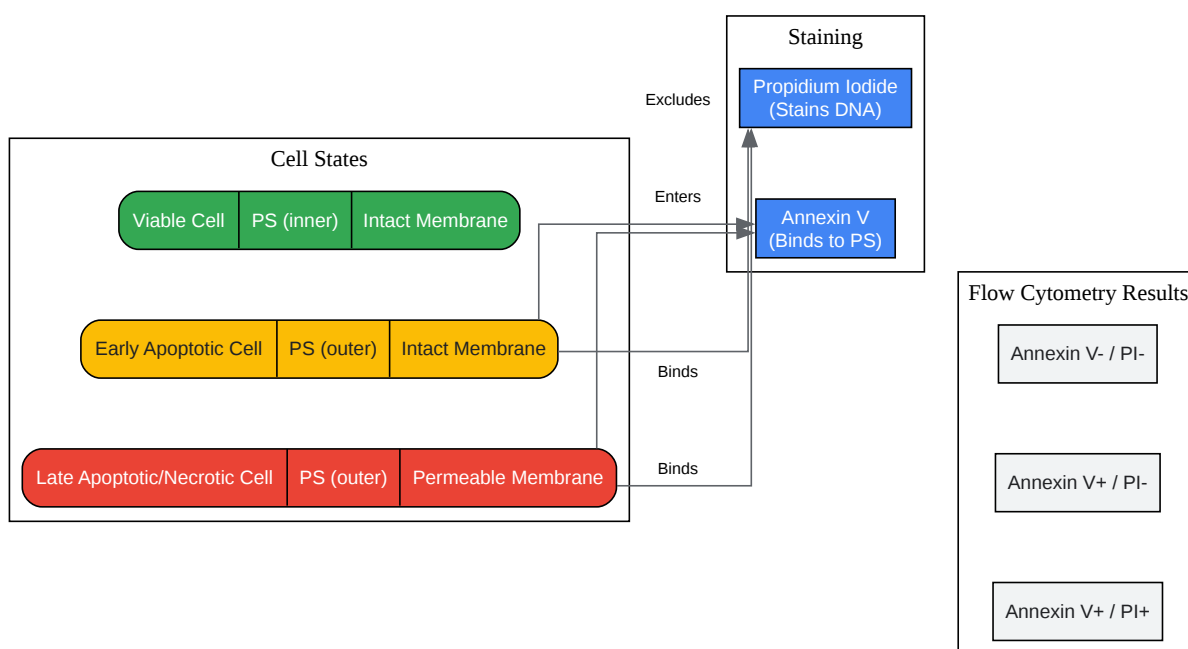 Staining
Propidium Iodide
(Stains DNA)
Excludes
Cell States
Viable Cell
PS (inner)
Intact Membrane
Enters
Annexin V
(Binds to PS)
Early Apoptotic Cell
PS (outer)
Intact Membrane
Binds
Late Apoptotic/Necrotic Cell
PS (outer)
Permeable Membrane
Binds
Flow Cytometry Results
Annexin V- / PI-
Annexin V+ / PI-
Annexin V+ / PI+